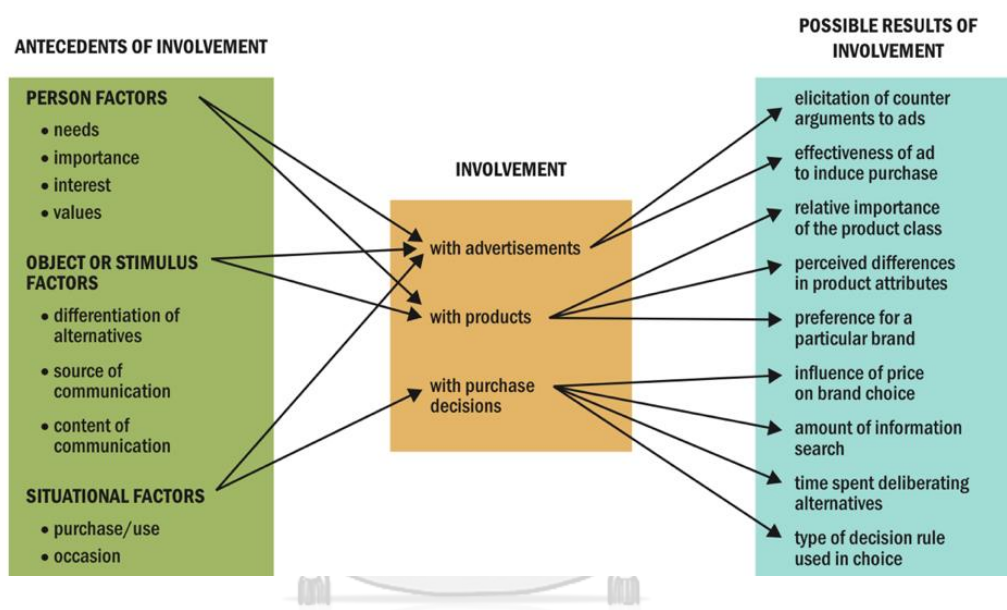 ANTECEDENTS OF INVOLVEMENT
PERSON FACTORS
• needs
• importance
• interest
• values
OBJECT OR STIMULUS
FACTORS
• differentiation of
alternatives
• source of
communication
• content of
communication
SITUATIONAL FACTORS
• purchase/use
• occasion
INVOLVEMENT
with advertisements
with products
with purchase
decisions
POSSIBLE RESULTS OF
INVOLVEMENT
elicitation of counter
arguments to ads
effectiveness of ad
to induce purchase
relative importance
of the product class
perceived differences
in product attributes
preference for a
particular brand
influence of price
on brand choice
amount of information
search
time spent deliberating
alternatives
type of decision rule
used in choice